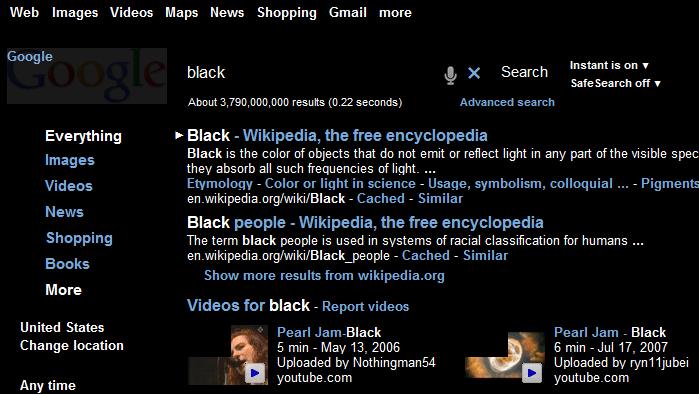 Web Images Videos Maps News Shopping Gmail more
Google
Google
black
Search
Instant is on ▼
SafeSearch off ▼
About 3,790,000,000 results (0.22 seconds)
Advanced search
Everything
Images
Videos
News
Shopping
Books
More
United States
Change location
Any time
Black - Wikipedia, the free encyclopedia
Black is the color of objects that do not emit or reflect light in any part of the visible spec
they absorb all such frequencies of light. ...
Etymology - Color or light in science - Usage, symbolism, colloquial ... - Pigments
en.wikipedia.org/wiki/Black - Cached - Similar
Black people - Wikipedia, the free encyclopedia
The term black people is used in systems of racial classification for humans ...
en.wikipedia.org/wiki/Black_people - Cached - Similar
Show more results from wikipedia.org
Videos for black - Report videos
Pearl Jam-Black
5 min - May 13, 2006
Uploaded by Nothingman54
youtube.com
Pearl Jam - Black
6 min - Jul 17, 2007
Uploaded by ryn11jubei
youtube.com